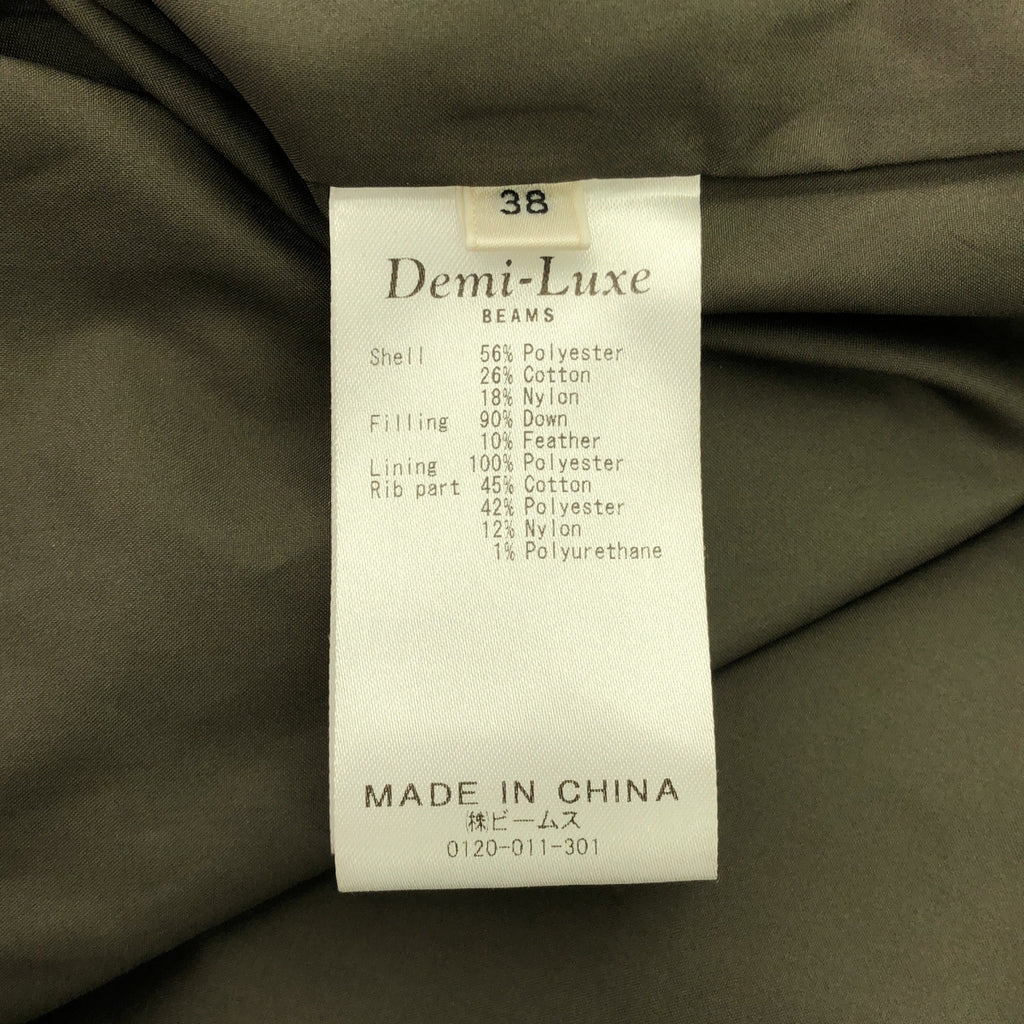 38
Demi-Luxe
BEAMS
Shell 56% Polyester
26% Cotton
18% Nylon
Filling 90% Down
10% Feather
Lining 100% Polyester
Rib part 45% Cotton
42% Polyester
12% Nylon
1% Polyurethane
MADE IN CHINA
㈱ビームス
0120-011-301